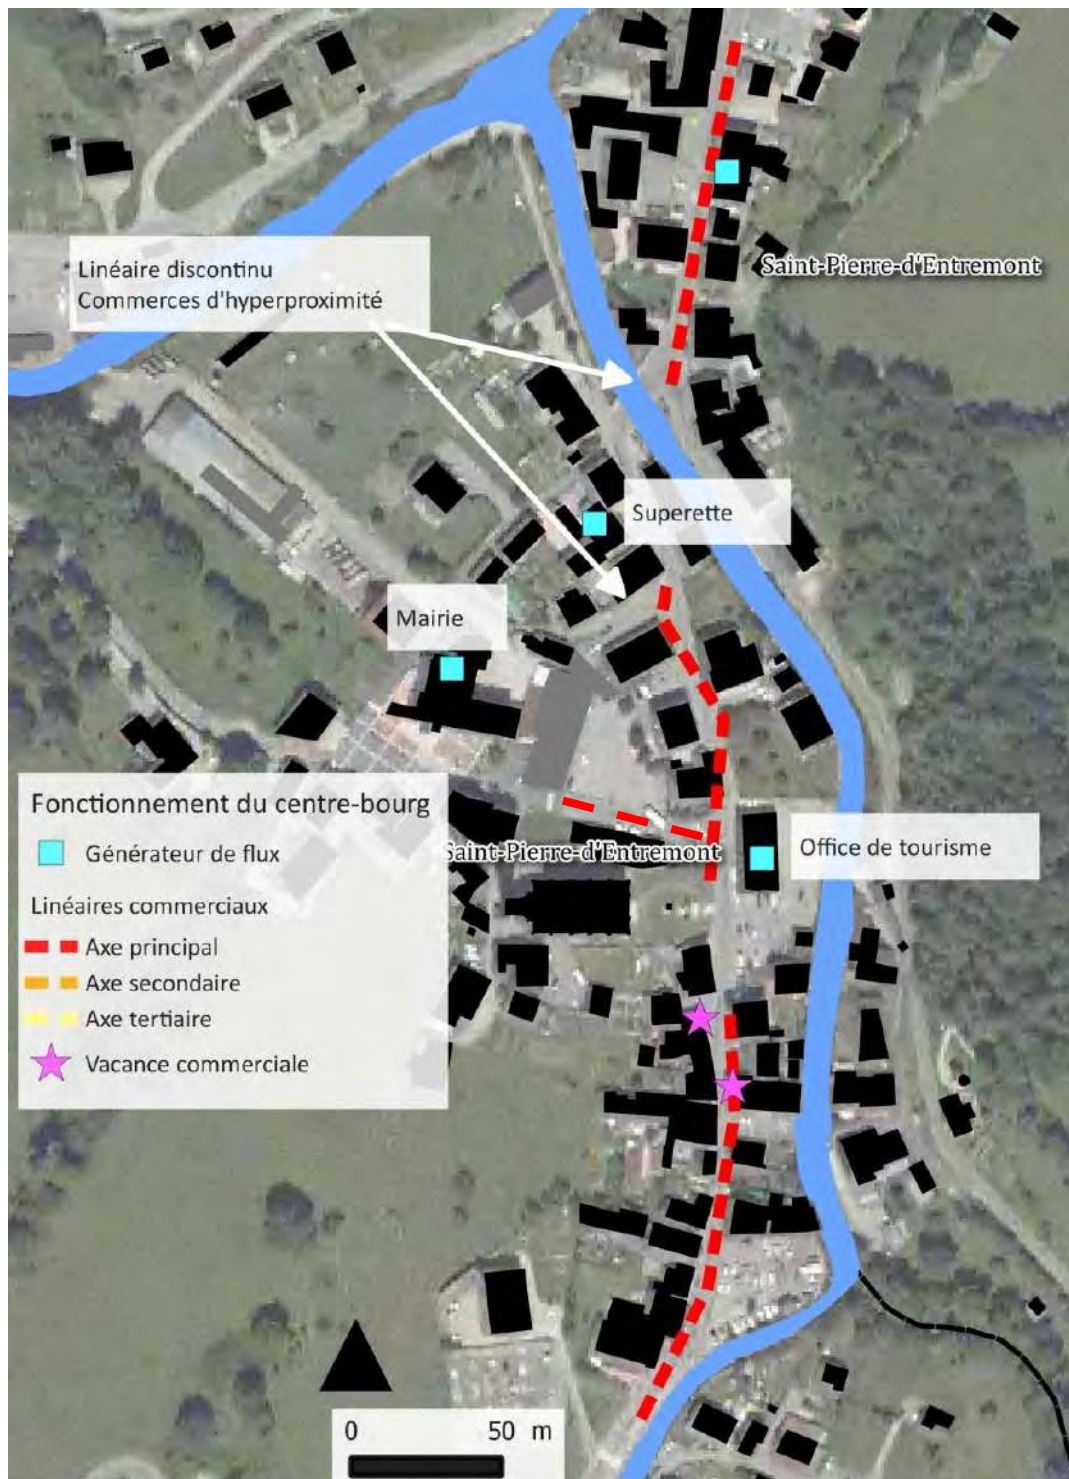 Linéaire discontinu
Commerces d'hyperproximité
Saint-Pierre-d'Entremont
Superette
Mairie
Fonctionnement du centre-bourg
Générateur de flux
Linéaires commerciaux
Axe principal
Axe secondaire
Axe tertiaire
Vacance commerciale
Saint-Pierre-d'Entremont
Office de tourisme
0 50 m